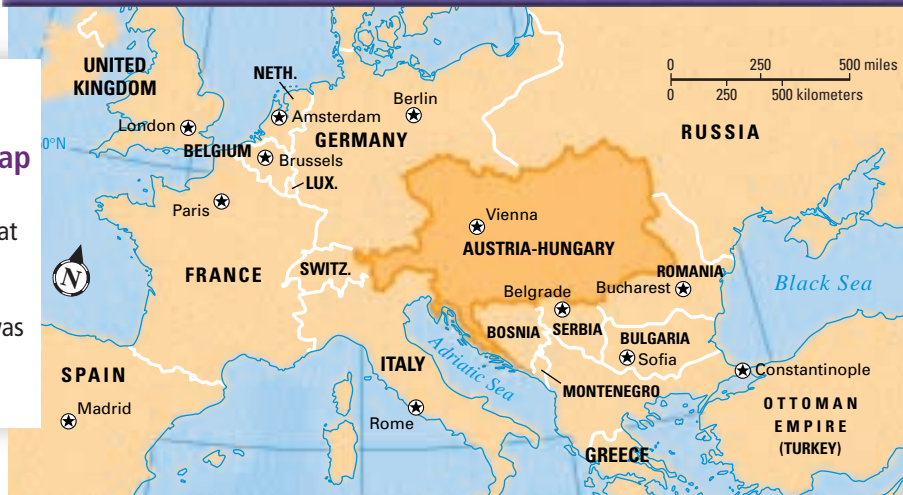 UNITED
KINGDOM
London
NETH.
Amsterdam
Berlin
GERMANY
BELGIUM
Brussels
LUX.
Paris
0°N
ap
at
was
N
FRANCE
SWITZ.
Vienna
AUSTRIA-HUNGARY
0 250 500 miles
0 250 500 kilometers
RUSSIA
ROMANIA
Bucharest
Belgrade
BOSNIA
SERBIA
BULGARIA
Sofia
MONTENEGRO
Black Sea
Constantinople
OTTOMAN
EMPIRE
(TURKEY)
GREECE
ITALY
Adriatic Sea
Rome
SPAIN
Madrid